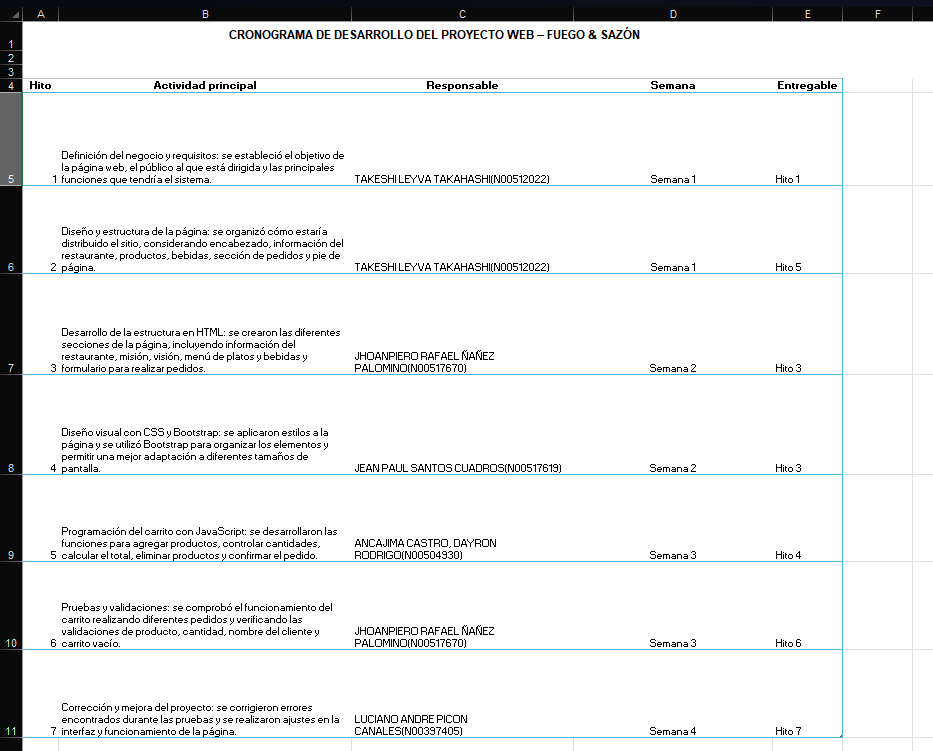 A B C D E F
1 CRONOGRAMA DE DESARROLLO DEL PROYECTO WEB – FUEGO & SAZÓN
2
3
4 Hito Actividad principal Responsable Semana Entregable
Definición del negocio y requisitos: se estableció el objetivo de
la página web, el público al que está dirigida y las principales
5 1 funciones que tendría el sistema. TAKESHI LEYVA TAKAHASHI(N00512022) Semana 1 Hito 1
Diseño y estructura de la página: se organizó cómo estaría
distribuido el sitio, considerando encabezado, información del
restaurante, productos, bebidas, sección de pedidos y pie de
6 2 página. TAKESHI LEYVA TAKAHASHI(N00512022) Semana 1 Hito 5
Desarrollo de la estructura en HTML: se crearon las diferentes
secciones de la página, incluyendo información del
restaurante, misión, visión, menú de platos y bebidas y JHOANPIERO RAFAEL ÑAÑEZ
7 3 formulario para realizar pedidos. PALOMINO(N00517670) Semana 2 Hito 3
Diseño visual con CSS y Bootstrap: se aplicaron estilos a la
página y se utilizó Bootstrap para organizar los elementos y
permitir una mejor adaptación a diferentes tamaños de
8 4 pantalla. JEAN PAUL SANTOS CUADROS(N00517619) Semana 2 Hito 3
Programación del carrito con JavaScript: se desarrollaron las
funciones para agregar productos, controlar cantidades, ANCAJIMA CASTRO, DAYRON
9 5 calcular el total, eliminar productos y confirmar el pedido. RODRIGO(N00504930) Semana 3 Hito 4
Pruebas y validaciones: se comprobó el funcionamiento del
carrito realizando diferentes pedidos y verificando las
validaciones de producto, cantidad, nombre del cliente y JHOANPIERO RAFAEL ÑAÑEZ
10 6 carrito vacío. PALOMINO(N00517670) Semana 3 Hito 6
Corrección y mejora del proyecto: se corrigieron errores
encontrados durante las pruebas y se realizaron ajustes en la LUCIANO ANDRE PICON
11 7 interfaz y funcionamiento de la página. CANALES(N00397405) Semana 4 Hito 7